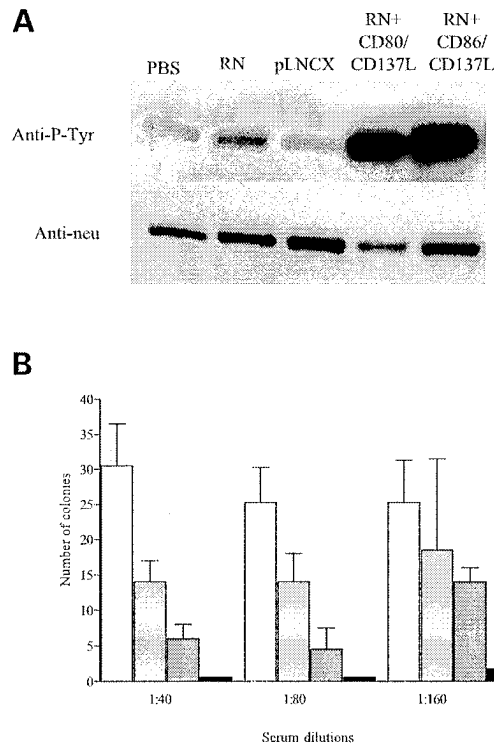 A
PBS
RN
pLNCX
RN+
CD80/
CD137L
RN+
CD86/
CD137L
Anti-P-Tyr
Anti-neu
B
Number of colonies
40
35
30
25
20
15
10
5
0
1:40
1:80
1:160
Serum dilutions